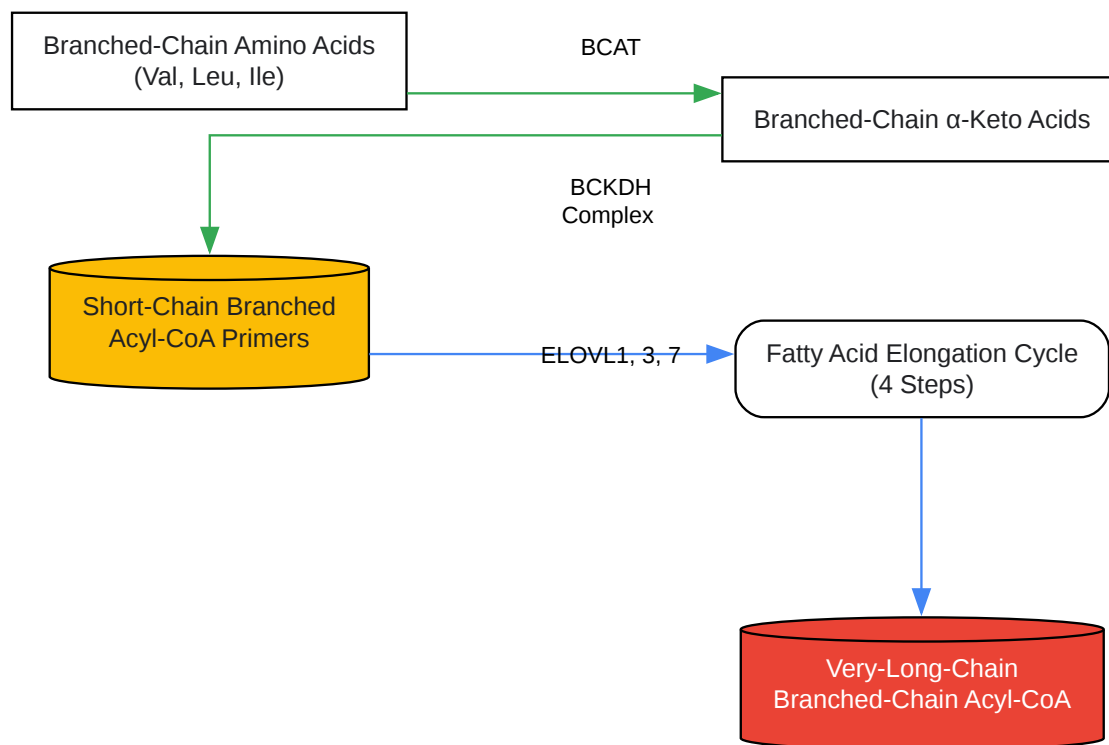 Branched-Chain Amino Acids
(Val, Leu, Ile)
BCAT
Branched-Chain α-Keto Acids
BCKDH
Complex
Short-Chain Branched
Acyl-CoA Primers
ELOVL1, 3, 7
Fatty Acid Elongation Cycle
(4 Steps)
Very-Long-Chain
Branched-Chain Acyl-CoA